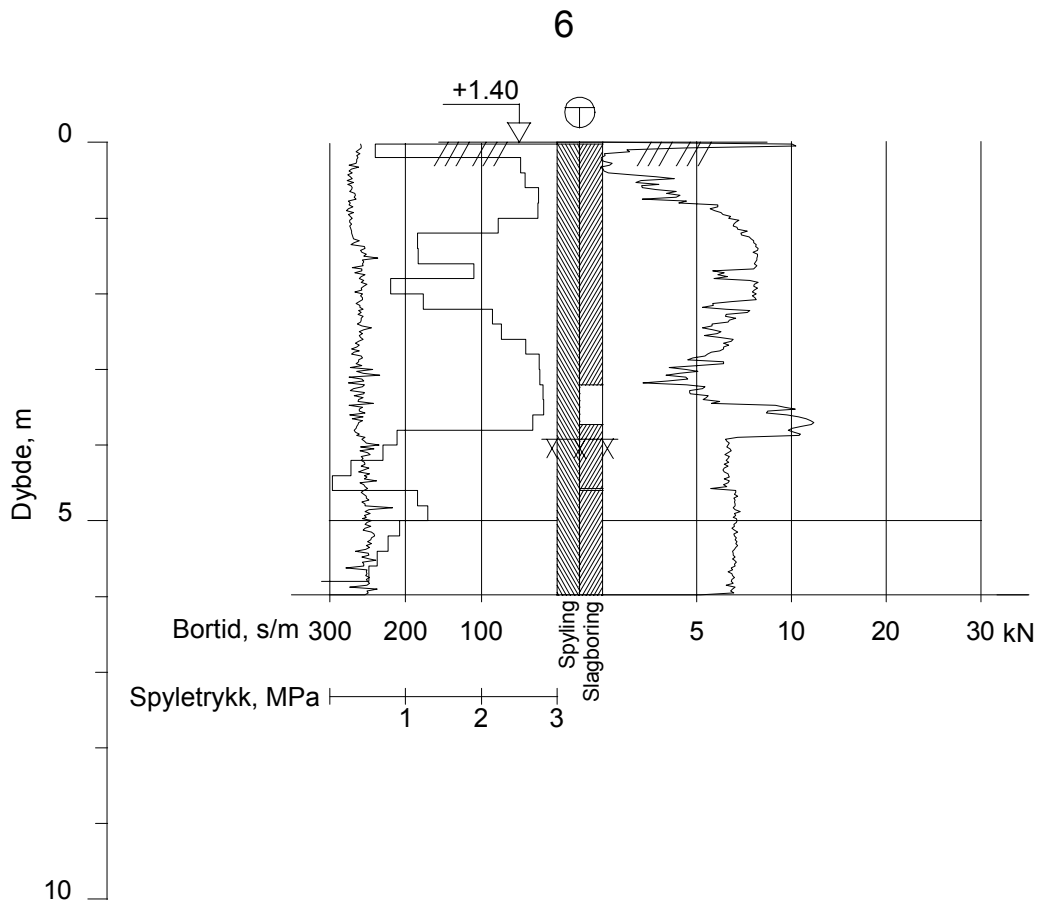 6
+1.40
0
5
10
Dybde, m
Bortid, s/m 300 200 100
5 10 20 30 kN
Spyling
Slagboring
Spyletrykk, MPa
1 2 3